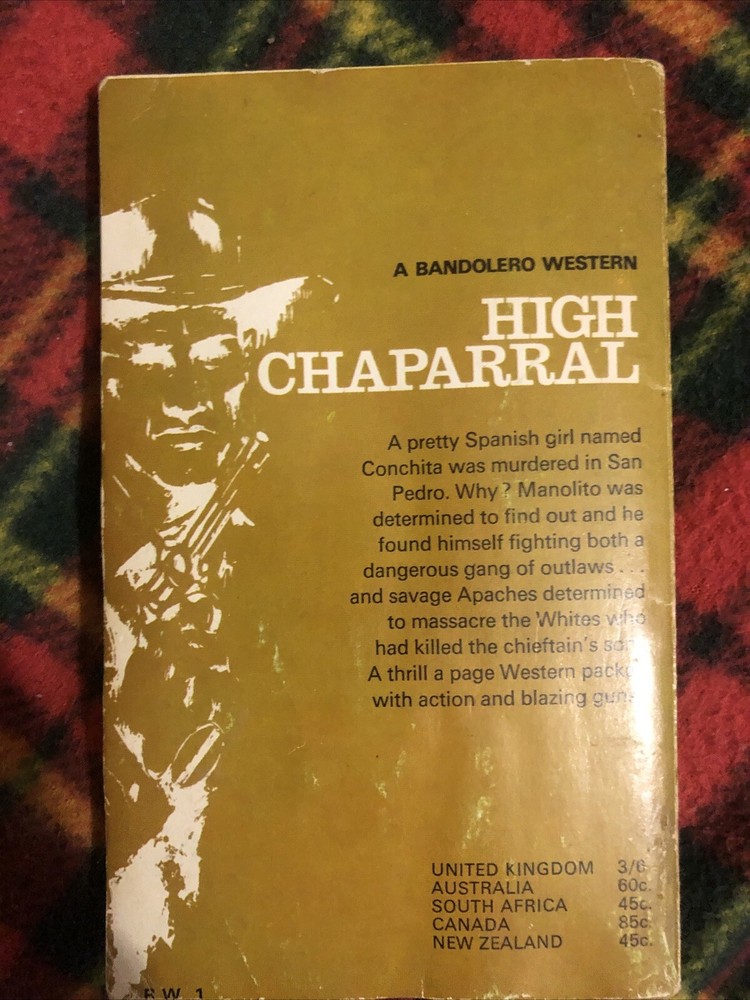 A BANDOLERO WESTERN
HIGH
CHAPARRAL
A pretty Spanish girl named
Conchita was murdered in San
Pedro. Why? Manolito was
determined to find out and he
found himself fighting both a
dangerous gang of outlaws . . .
and savage Apaches determined
to massacre the Whites who
had killed the chieftain's
A thrill a page Western
with action and blazing
UNITED KINGDOM 3/6
AUSTRALIA 60c.
SOUTH AFRICA 45c.
CANADA 85c.
NEW ZEALAND 45c.
B.W. 1